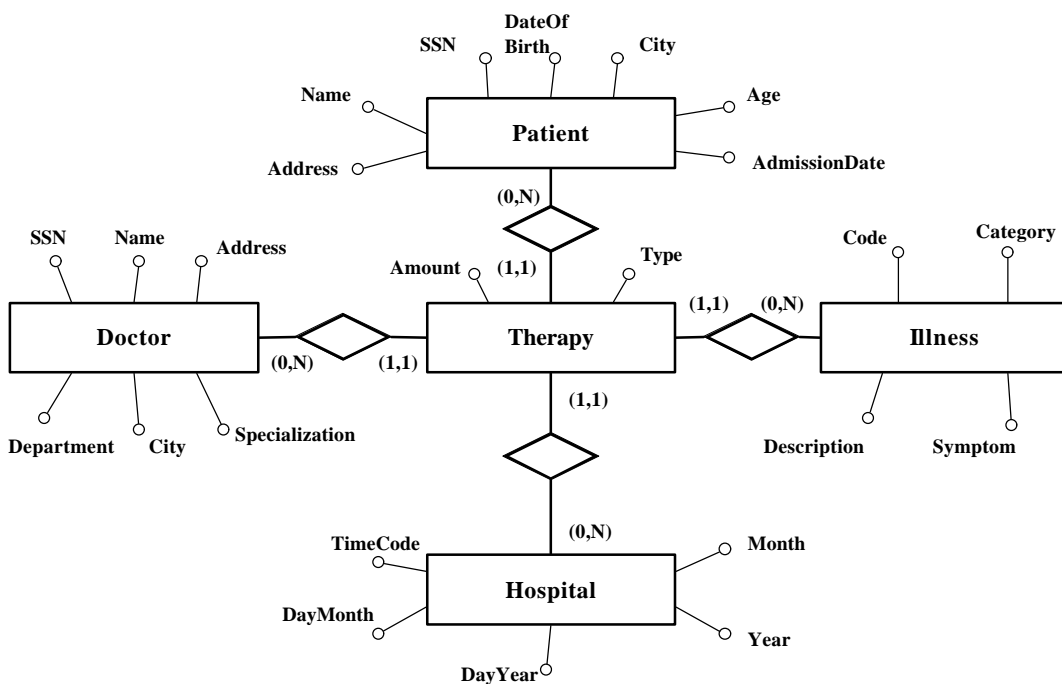 DateOf
Birth
SSN
City
Name
Age
Patient
Address
AdmissionDate
(0,N)
SSN
Name
Address
Amount
(1,1)
Type
Code
Category
Doctor
(0,N)
(1,1)
Therapy
(1,1)
(0,N)
Illness
(1,1)
Department
City
Specialization
Description
Symptom
(0,N)
TimeCode
Month
Hospital
DayMonth
Year
DayYear